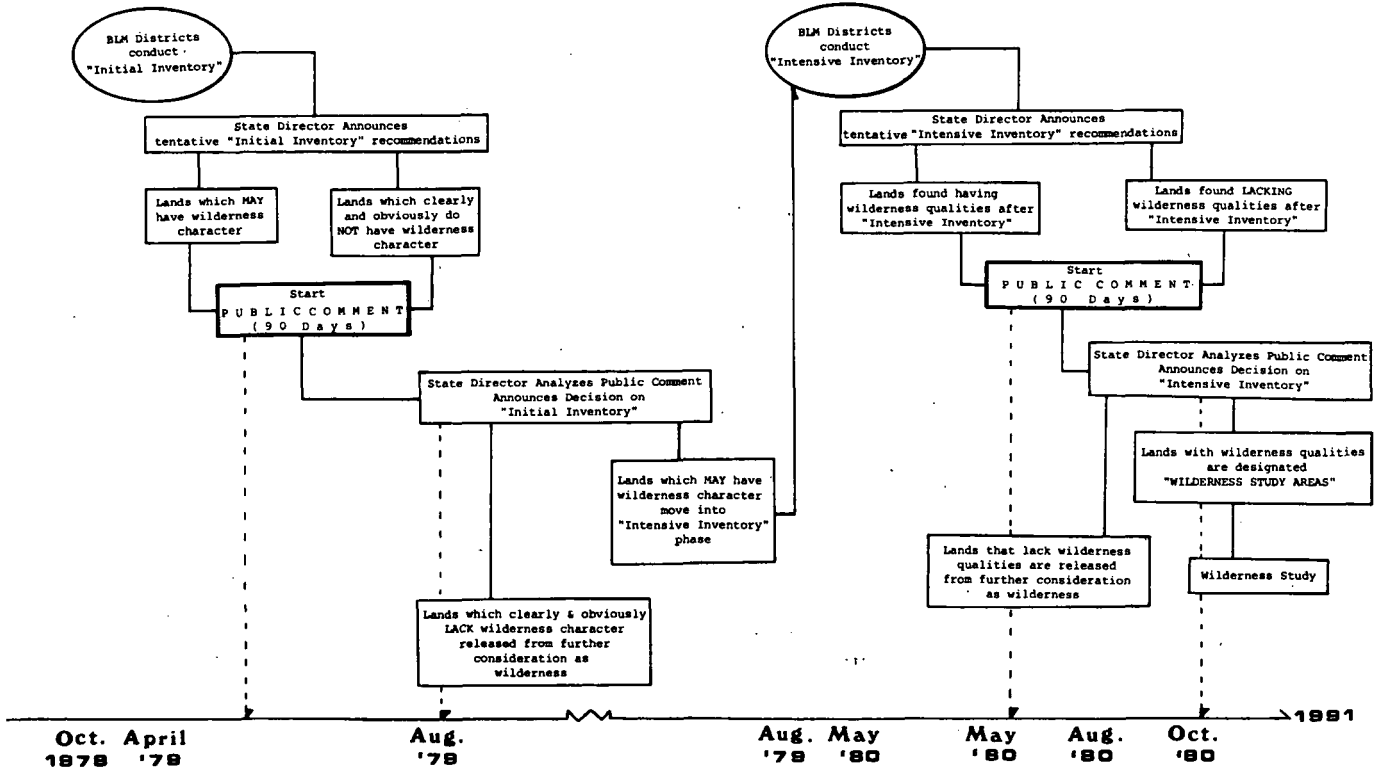 BLM Districts
conduct
"Initial Inventory"
State Director Announces
tentative "Initial Inventory" recommendations
Lands which MAY
have wilderness
character
Lands which clearly
and obviously do
NOT have wilderness
character
Start
PUBLIC COMMENT
(90 Days)
State Director Analyzes Public Comment
Announces Decision on
"Initial Inventory"
Lands which MAY have
wilderness character
move into
"Intensive Inventory"
phase
Lands which clearly & obviously
LACK wilderness character
released from further
consideration as
wilderness
BLM Districts
conduct
"Intensive Inventory"
State Director Announces
tentative "Intensive Inventory" recommendations
Lands found having
wilderness qualities after
"Intensive Inventory"
Lands found LACKING
wilderness qualities after
"Intensive Inventory"
Start
PUBLIC COMMENT
(90 Days)
State Director Analyzes Public Comment
Announces Decision on
"Intensive Inventory"
Lands with wilderness qualities
are designated
"WILDERNESS STUDY AREAS"
Lands that lack wilderness
qualities are released
from further consideration
as wilderness
Wilderness Study
1991
Oct. April Aug. Aug. May May Aug. Oct.
1978 '79 '79 '79 '80 '80 '80 '80